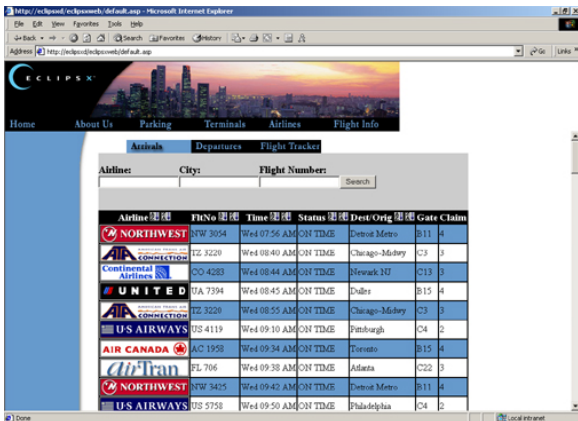 http://eclipsxd/eclipsxweb/default.asp - Microsoft Internet Explorer
File Edit View Favorites Tools Help
Back Search Favorites History
Address http://eclipsxd/eclipsxweb/default.asp Go Links
ECLIPSX
Home About Us Parking Terminals Airlines Flight Info
Arrivals Departures Flight Tracker
Airline: City: Flight Number:
Search
Airline FltNo Time Status Dest/Orig Gate Claim
NORTHWEST NW 3054 Wed 07:56 AM ON TIME Detroit Metro B11 4
ATA CONNECTION TZ 3220 Wed 08:40 AM ON TIME Chicago-Midwy C3 3
Continental Airlines CO 4283 Wed 08:44 AM ON TIME Newark NJ C13 3
UNITED UA 7394 Wed 08:45 AM ON TIME Dulles B15 4
ATA CONNECTION TZ 3220 Wed 08:55 AM ON TIME Chicago-Midwy C3 3
U·S AIRWAYS US 4119 Wed 09:10 AM ON TIME Pittsburgh C4 2
AIR CANADA AC 1958 Wed 09:34 AM ON TIME Toronto B15 4
airTran FL 706 Wed 09:38 AM ON TIME Atlanta C22 3
NORTHWEST NW 3425 Wed 09:42 AM ON TIME Detroit Metro B11 4
U·S AIRWAYS US 5758 Wed 09:50 AM ON TIME Philadelphia C4 2
Done Local intranet